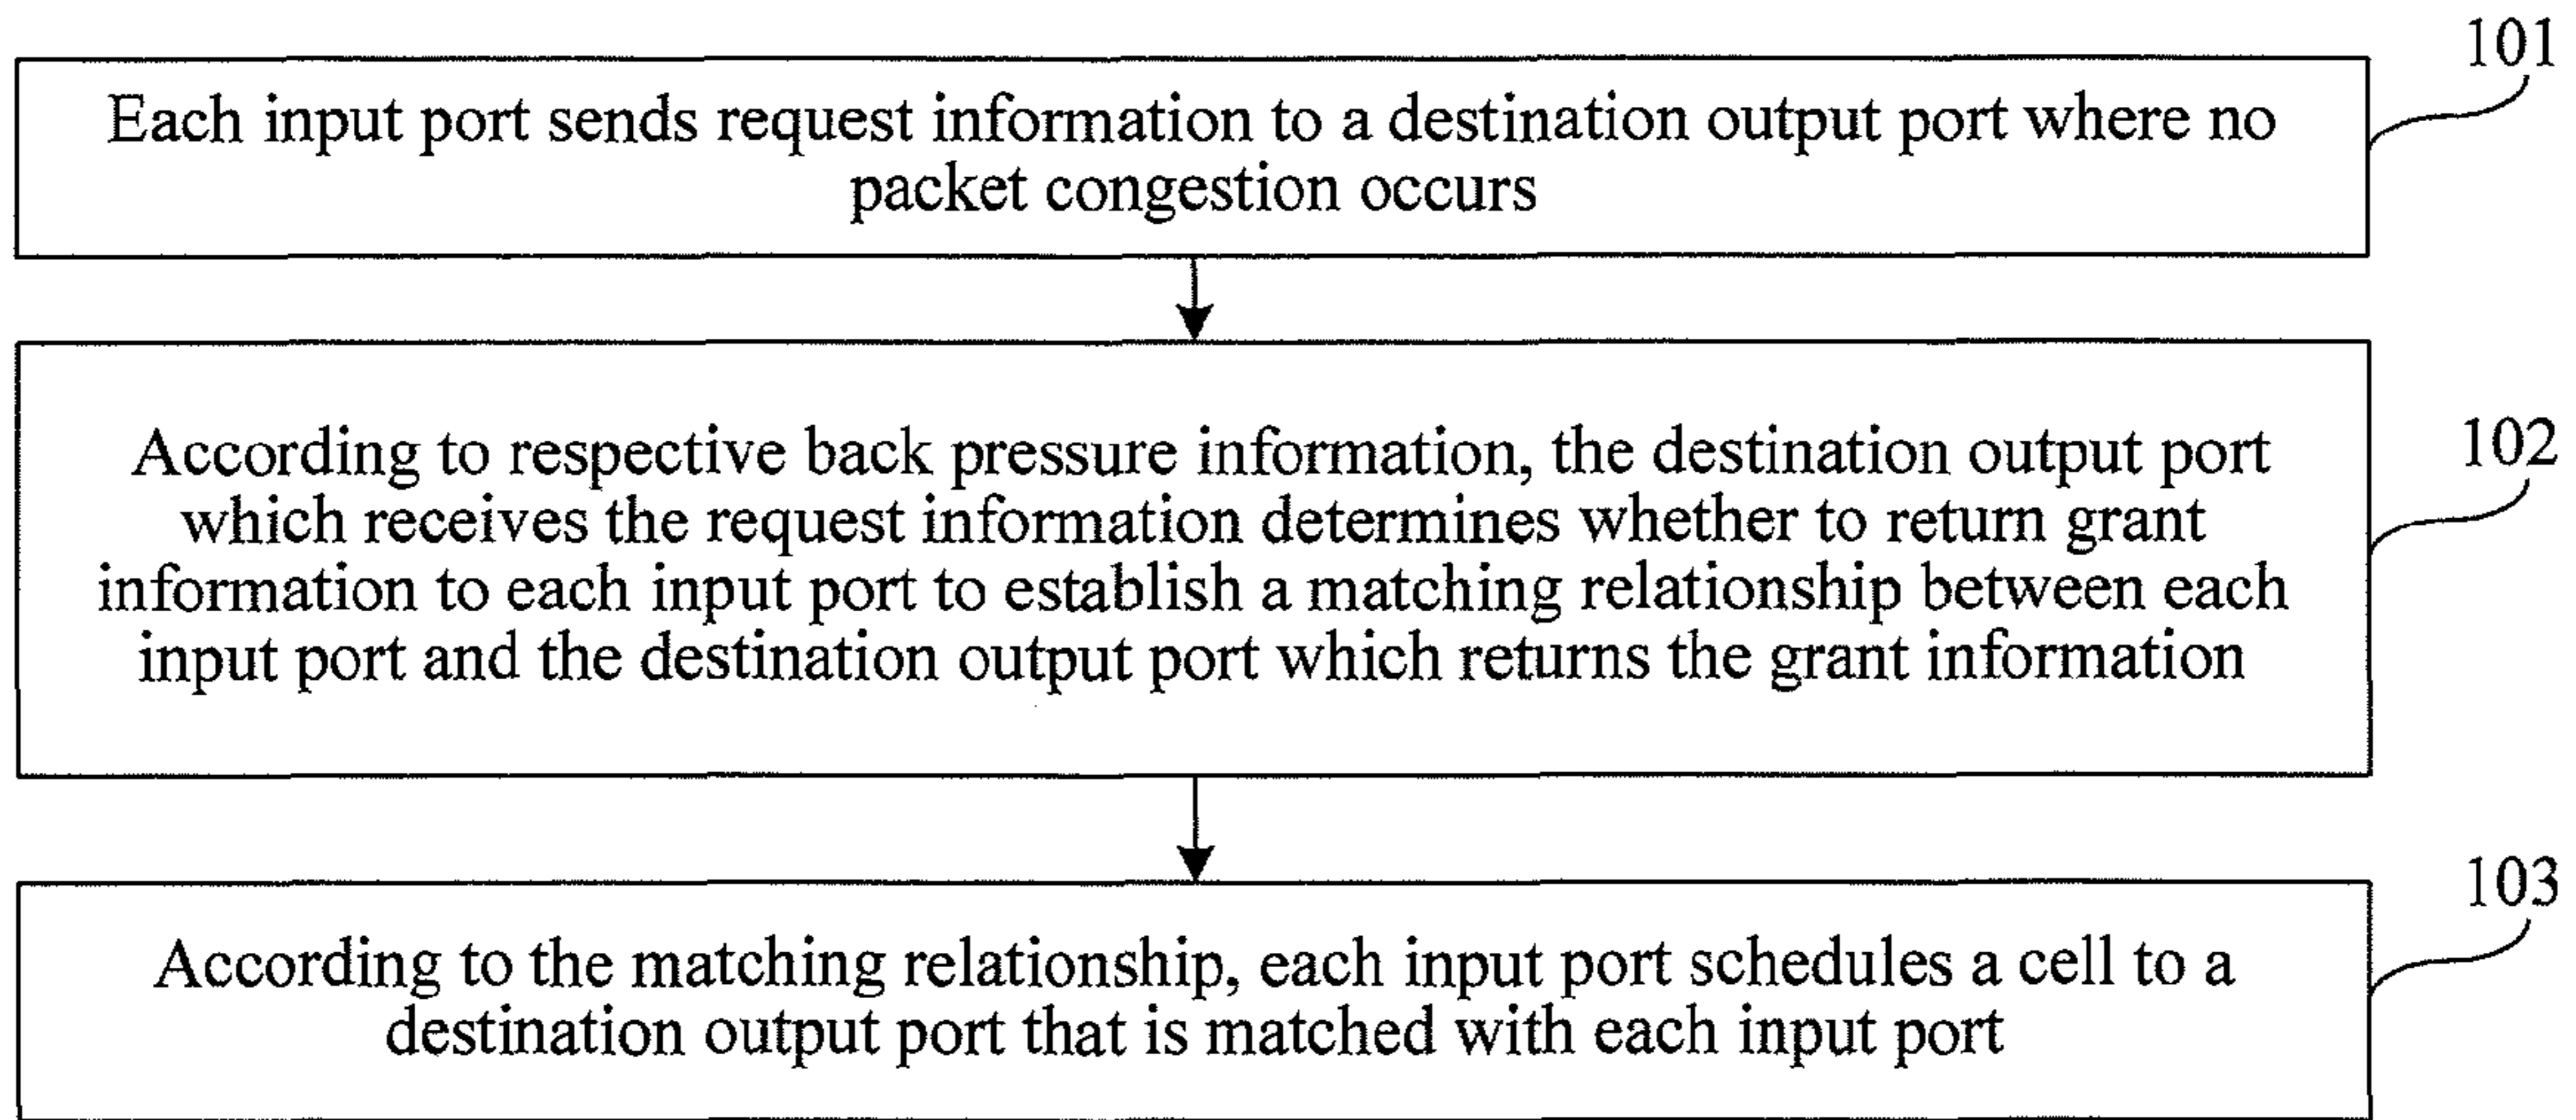 101
Each input port sends request information to a destination output port where no
packet congestion occurs
102
According to respective back pressure information, the destination output port
which receives the request information determines whether to return grant
information to each input port to establish a matching relationship between each
input port and the destination output port which returns the grant information
103
According to the matching relationship, each input port schedules a cell to a
destination output port that is matched with each input port